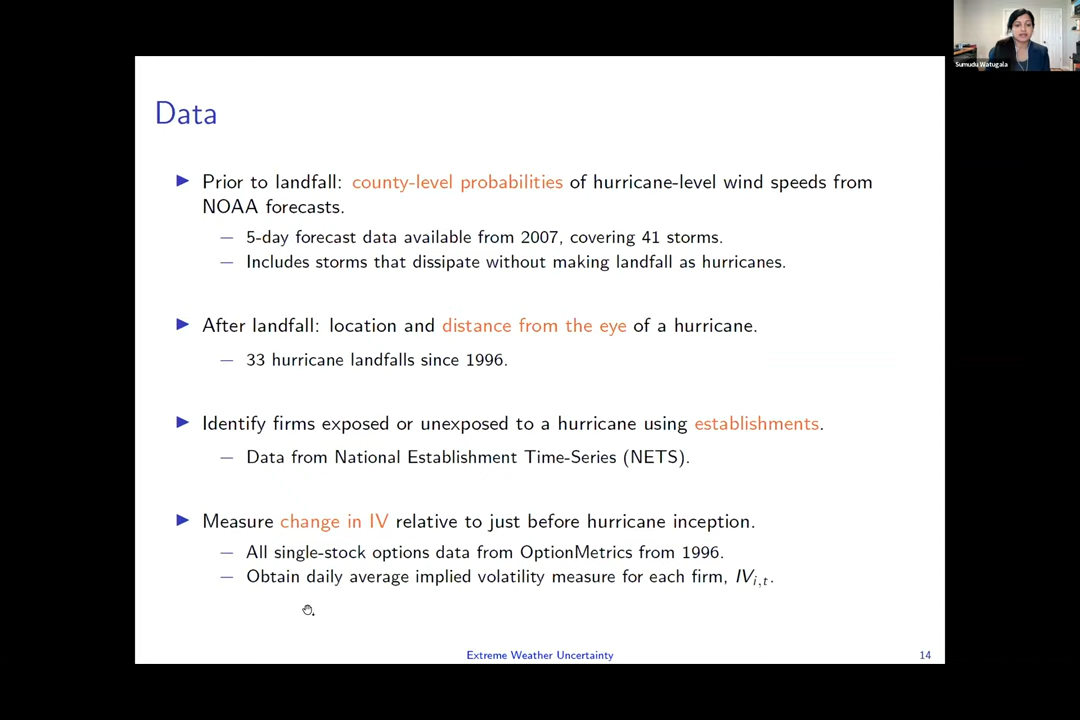 Sumudu Watugala
Data
▶ Prior to landfall: county-level probabilities of hurricane-level wind speeds from
NOAA forecasts.
— 5-day forecast data available from 2007, covering 41 storms.
— Includes storms that dissipate without making landfall as hurricanes.
▶ After landfall: location and distance from the eye of a hurricane.
— 33 hurricane landfalls since 1996.
▶ Identify firms exposed or unexposed to a hurricane using establishments.
— Data from National Establishment Time-Series (NETS).
▶ Measure change in IV relative to just before hurricane inception.
— All single-stock options data from OptionMetrics from 1996.
— Obtain daily average implied volatility measure for each firm, IV_{i,t}.
Extreme Weather Uncertainty
14